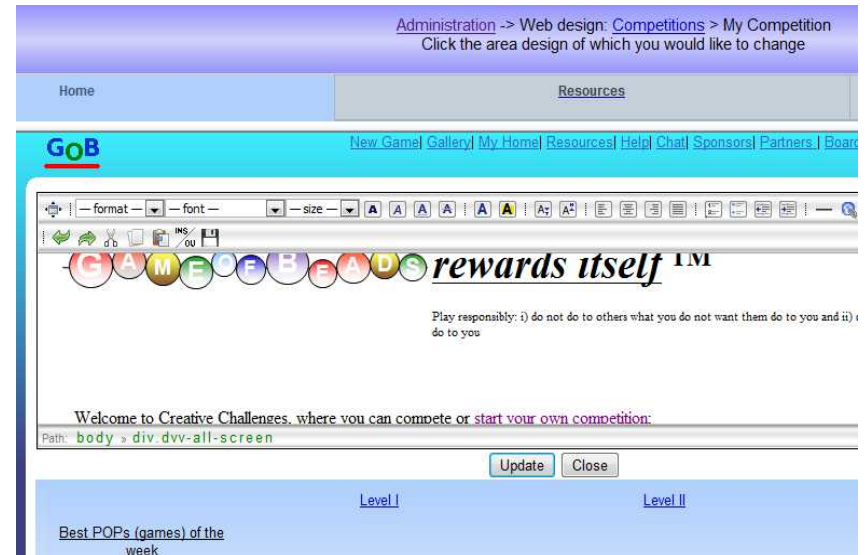 Administration -> Web design: Competitions > My Competition
Click the area design of which you would like to change
Home Resources
GoB New Game| Gallery| My Home| Resources| Help| Chat| Sponsors| Partners | Board
— format — — font — — size —
INS/OU
-GAMEOFBEADS rewards itself TM
Play responsibly: i) do not do to others what you do not want them do to you and ii)
do to you
Welcome to Creative Challenges, where you can compete or start your own competition:
Path: body » div.dvv-all-screen
Update Close
Level I Level II
Best POPs (games) of the
week